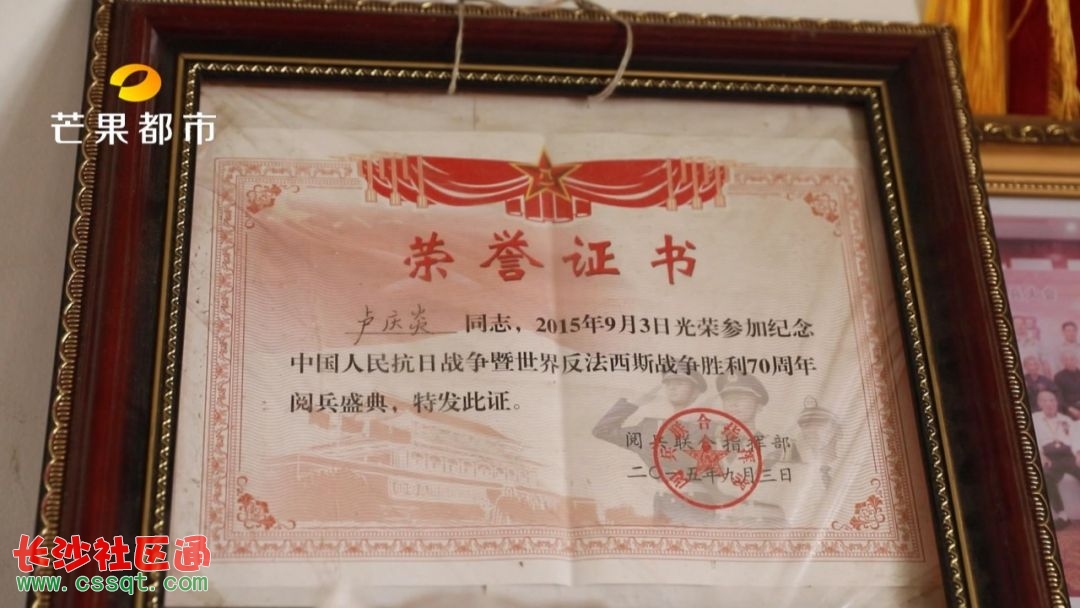 芒果都市
荣誉证书
卢庆炎 同志，2015年9月3日光荣参加纪念
中国人民抗日战争暨世界反法西斯战争胜利70周年
阅兵盛典，特发此证。
阅兵联合指挥部
二〇一五年九月三日
长沙社区通
www.cssqt.com